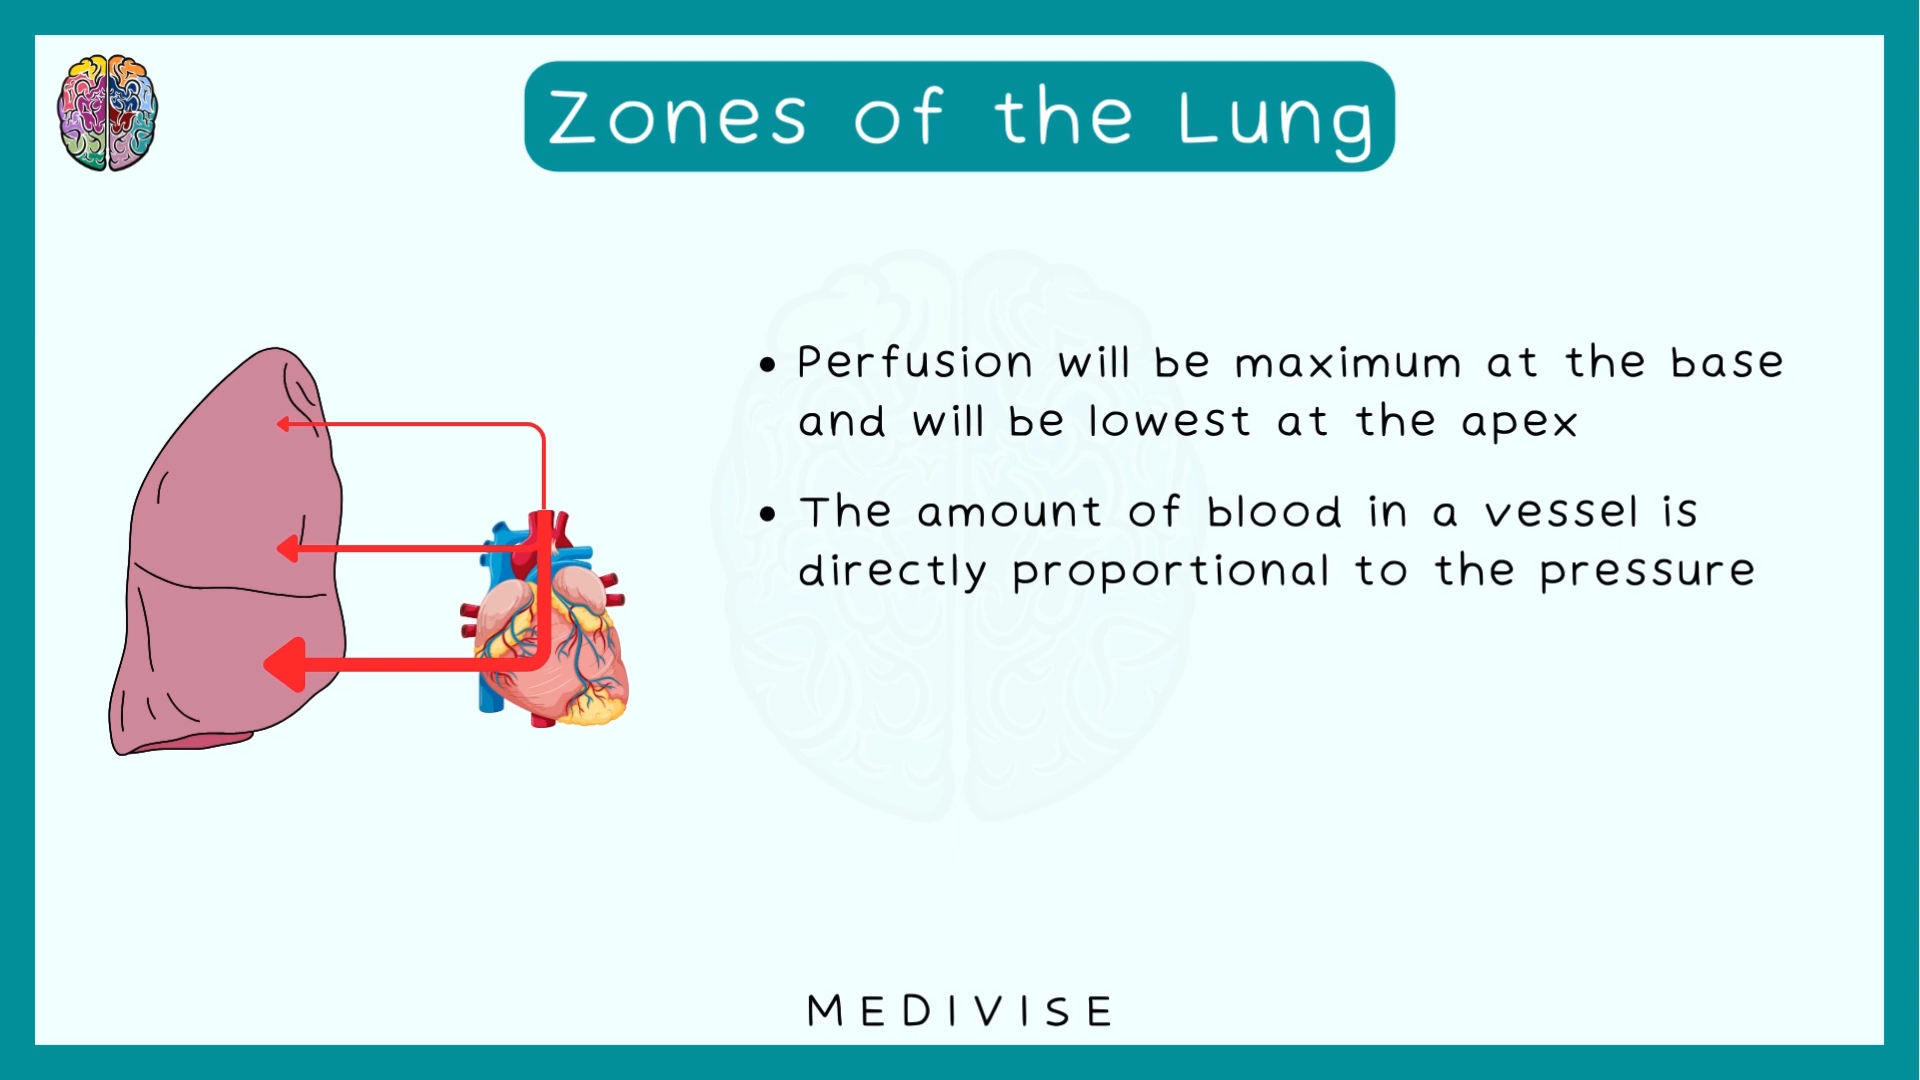 Zones of the Lung
• Perfusion will be maximum at the base
and will be lowest at the apex
• The amount of blood in a vessel is
directly proportional to the pressure
MEDIVISE